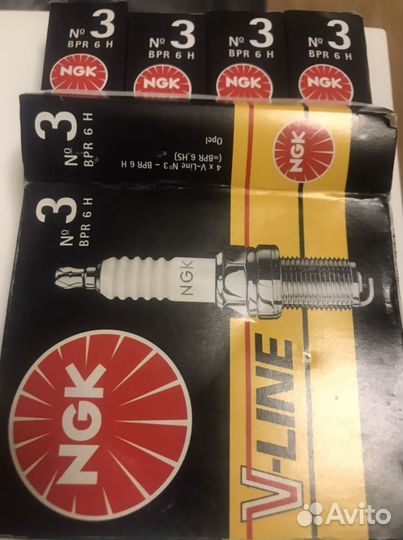 Nº 3
BPR 6 H
NGK
Nº 3
BPR 6 H
NGK
Nº 3
BPR 6 H
NGK
Nº 3
BPR 6 H
NGK
Nº 3
BPR 6 H
4 x V-Line Nº3 – BPR 6 H
(=BPR 6 HS)
Opel
NGK
Nº 3
BPR 6 H
NGK
NGK
V-LINE
Avito